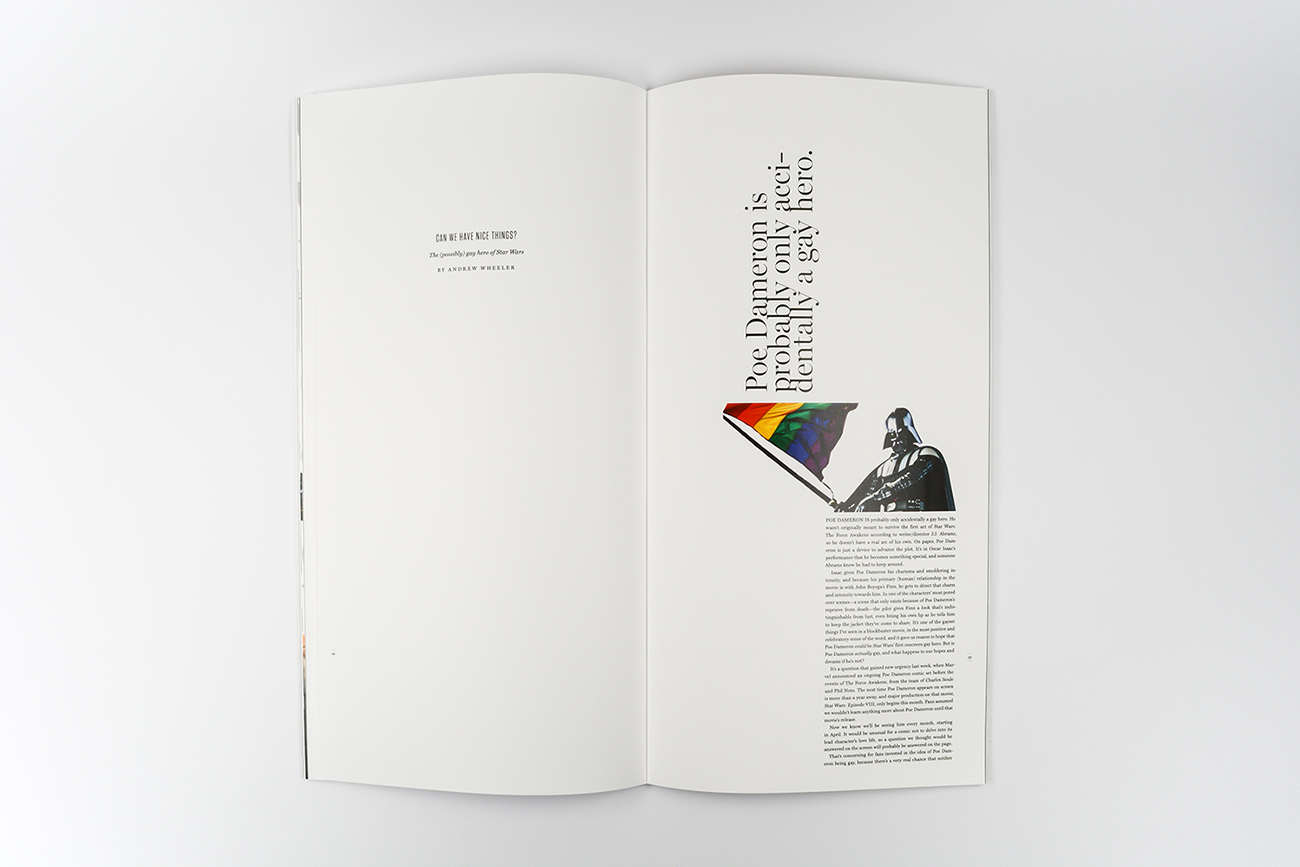 CAN WE HAVE NICE THINGS?
The (possibly) gay hero of Star Wars
BY ANDREW WHEELER
Poe Dameron is
probably only acci-
dentally a gay hero.
POE DAMERON IS probably only accidentally a gay hero. He
wasn't originally meant to survive the first act of Star Wars:
The Force Awakens according to writer/director J.J. Abrams,
so he doesn't have a real arc of his own. On paper, Poe Dam-
eron is just a device to advance the plot. It's in Oscar Isaac's
performance that he becomes something special, and someone
Abrams knew he had to keep around.
Isaac gives Poe Dameron his charisma and smoldering in-
tensity, and because his primary (human) relationship in the
movie is with John Boyega's Finn, he gets to direct that charm
and intensity towards him. In one of the characters' most pored
over scenes—a scene that only exists because of Poe Dameron's
reprieve from death—the pilot gives Finn a look that's indis-
tinguishable from lust, even biting his own lip as he tells him
to keep the jacket they've come to share. It's one of the gayest
things I've seen in a blockbuster movie, in the most positive and
celebratory sense of the word, and it gave us reason to hope that
Poe Dameron could be Star Wars' first onscreen gay hero. But is
Poe Dameron actually gay, and what happens to our hopes and
dreams if he's not?
It's a question that gained new urgency last week, when Mar-
vel announced an ongoing Poe Dameron comic set before the
events of The Force Awakens, from the team of Charles Soule
and Phil Noto. The next time Poe Dameron appears on screen
is more than a year away, and major production on that movie,
Star Wars: Episode VIII, only begins this month. Fans assumed
we wouldn't learn anything more about Poe Dameron until that
movie's release.
Now we know we'll be seeing him every month, starting
in April. It would be unusual for a comic not to delve into its
lead character's love life, so a question we thought would be
answered on the screen will probably be answered on the page.
That's concerning for fans invested in the idea of Poe Dam-
eron being gay, because there's a very real chance that neither